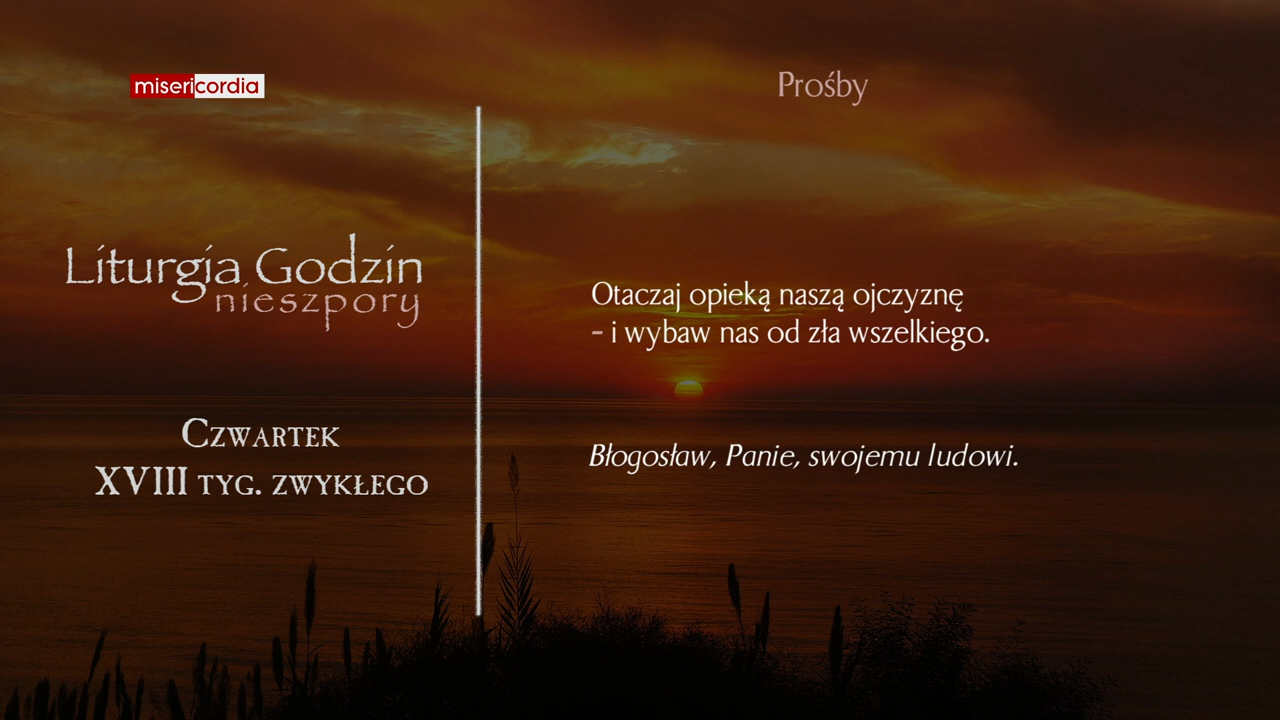 misericordia
Liturgia Godzin
nieszpory
Czwartek
XVIII tyg. zwykłego
Prośby
Otaczaj opieką naszą ojczyznę
- i wybaw nas od zła wszelkiego.
Błogosław, Panie, swojemu ludowi.